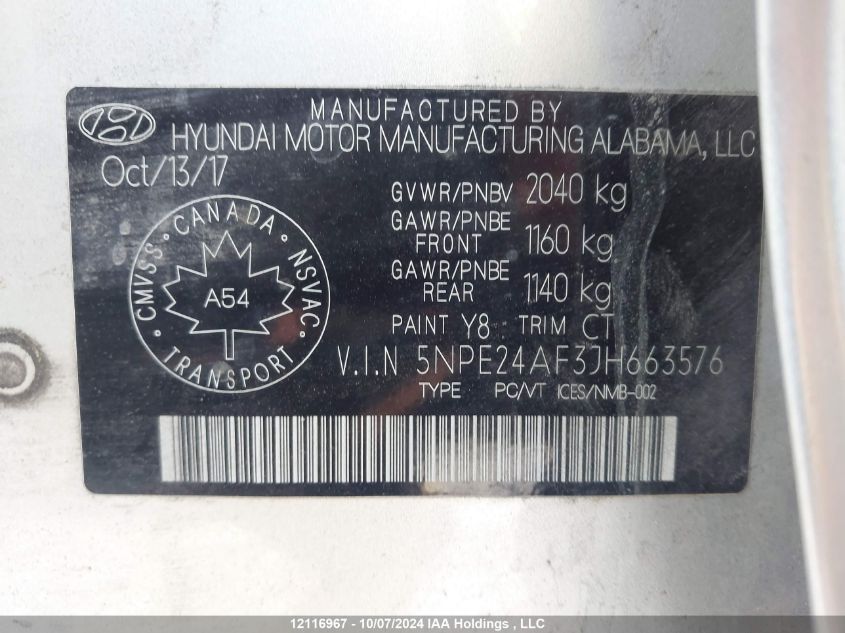 MANUFACTURED BY
HYUNDAI MOTOR MANUFACTURING ALABAMA, LLC
Oct/13/17
GVWR/PNBV 2040 kg
GAWR/PNBE
FRONT 1160 kg
GAWR/PNBE
REAR 1140 kg
PAINT Y8 TRIM CT
CMVSS · CANADA · NSVAC
A54
TRANSPORT
V.I.N 5NPE24AF3JH663576
TYPE PC/VT ICES/NMB-002
12116967 - 10/07/2024 IAA Holdings , LLC